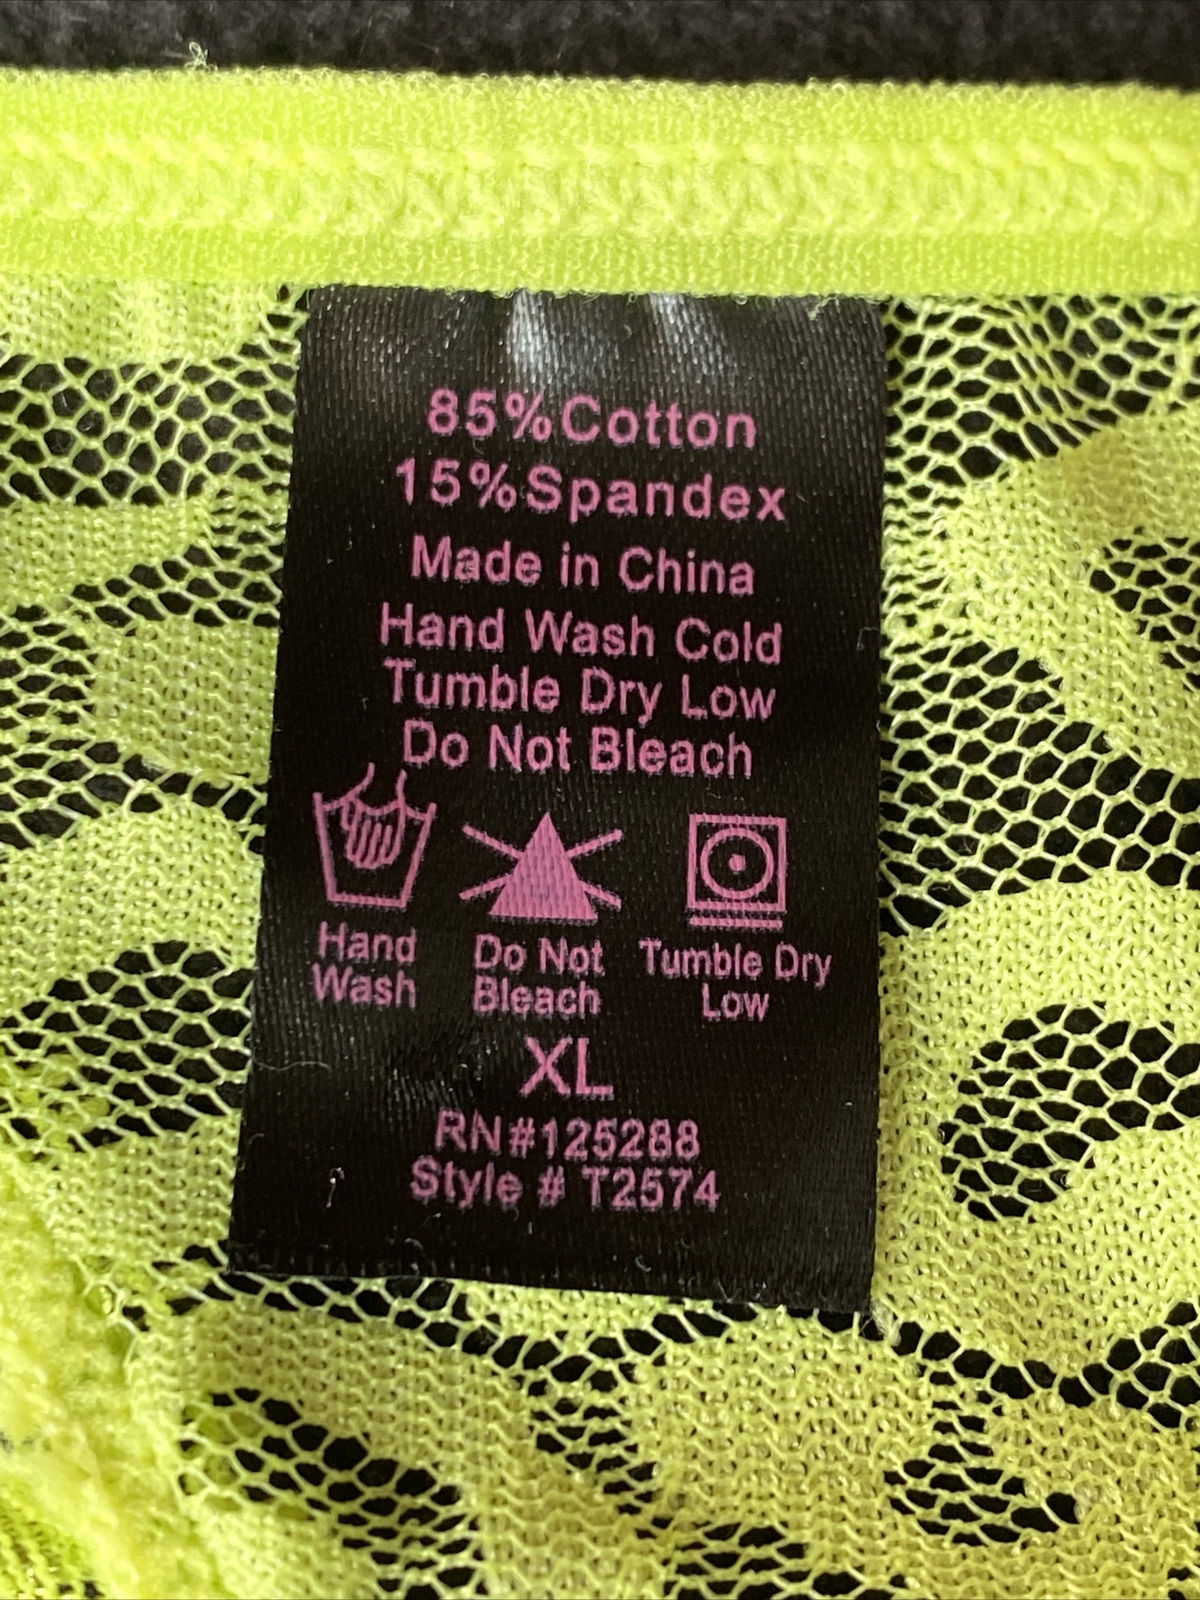 85%Cotton
15%Spandex
Made in China
Hand Wash Cold
Tumble Dry Low
Do Not Bleach
Hand Wash
Do Not Bleach
Tumble Dry Low
XL
RN#125288
Style # T2574